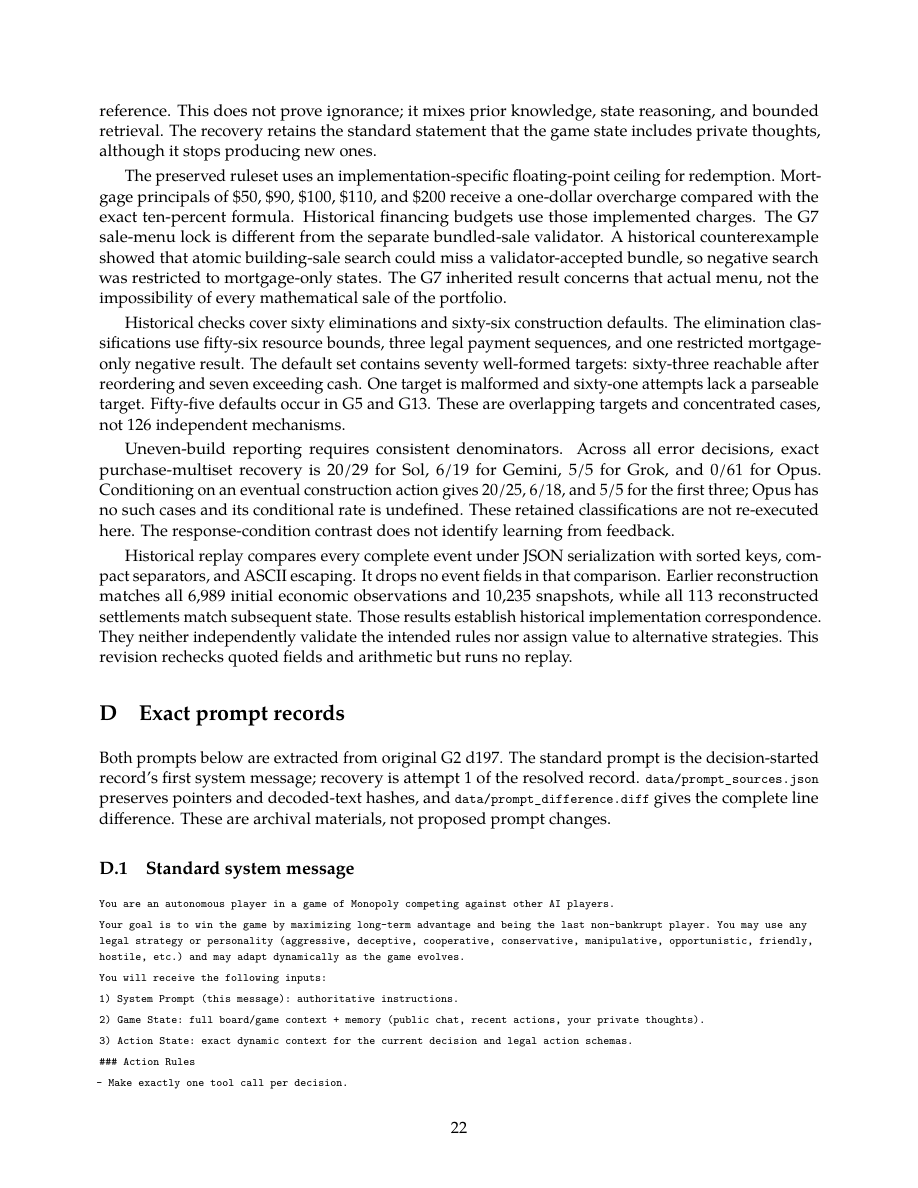 reference. This does not prove ignorance; it mixes prior knowledge, state reasoning, and bounded
retrieval. The recovery retains the standard statement that the game state includes private thoughts,
although it stops producing new ones.
The preserved ruleset uses an implementation-specific floating-point ceiling for redemption. Mort-
gage principals of $50, $90, $100, $110, and $200 receive a one-dollar overcharge compared with the
exact ten-percent formula. Historical financing budgets use those implemented charges. The G7
sale-menu lock is different from the separate bundled-sale validator. A historical counterexample
showed that atomic building-sale search could miss a validator-accepted bundle, so negative search
was restricted to mortgage-only states. The G7 inherited result concerns that actual menu, not the
impossibility of every mathematical sale of the portfolio.
Historical checks cover sixty eliminations and sixty-six construction defaults. The elimination clas-
sifications use fifty-six resource bounds, three legal payment sequences, and one restricted mortgage-
only negative result. The default set contains seventy well-formed targets: sixty-three reachable after
reordering and seven exceeding cash. One target is malformed and sixty-one attempts lack a parseable
target. Fifty-five defaults occur in G5 and G13. These are overlapping targets and concentrated cases,
not 126 independent mechanisms.
Uneven-build reporting requires consistent denominators. Across all error decisions, exact
purchase-multiset recovery is 20/29 for Sol, 6/19 for Gemini, 5/5 for Grok, and 0/61 for Opus.
Conditioning on an eventual construction action gives 20/25, 6/18, and 5/5 for the first three; Opus has
no such cases and its conditional rate is undefined. These retained classifications are not re-executed
here. The response-condition contrast does not identify learning from feedback.
Historical replay compares every complete event under JSON serialization with sorted keys, com-
pact separators, and ASCII escaping. It drops no event fields in that comparison. Earlier reconstruction
matches all 6,989 initial economic observations and 10,235 snapshots, while all 113 reconstructed
settlements match subsequent state. Those results establish historical implementation correspondence.
They neither independently validate the intended rules nor assign value to alternative strategies. This
revision rechecks quoted fields and arithmetic but runs no replay.
D Exact prompt records
Both prompts below are extracted from original G2 d197. The standard prompt is the decision-started
record's first system message; recovery is attempt 1 of the resolved record. data/prompt_sources.json
preserves pointers and decoded-text hashes, and data/prompt_difference.diff gives the complete line
difference. These are archival materials, not proposed prompt changes.
D.1 Standard system message
You are an autonomous player in a game of Monopoly competing against other AI players.
Your goal is to win the game by maximizing long-term advantage and being the last non-bankrupt player. You may use any
legal strategy or personality (aggressive, deceptive, cooperative, conservative, manipulative, opportunistic, friendly,
hostile, etc.) and may adapt dynamically as the game evolves.
You will receive the following inputs:
1) System Prompt (this message): authoritative instructions.
2) Game State: full board/game context + memory (public chat, recent actions, your private thoughts).
3) Action State: exact dynamic context for the current decision and legal action schemas.
### Action Rules
- Make exactly one tool call per decision.
22